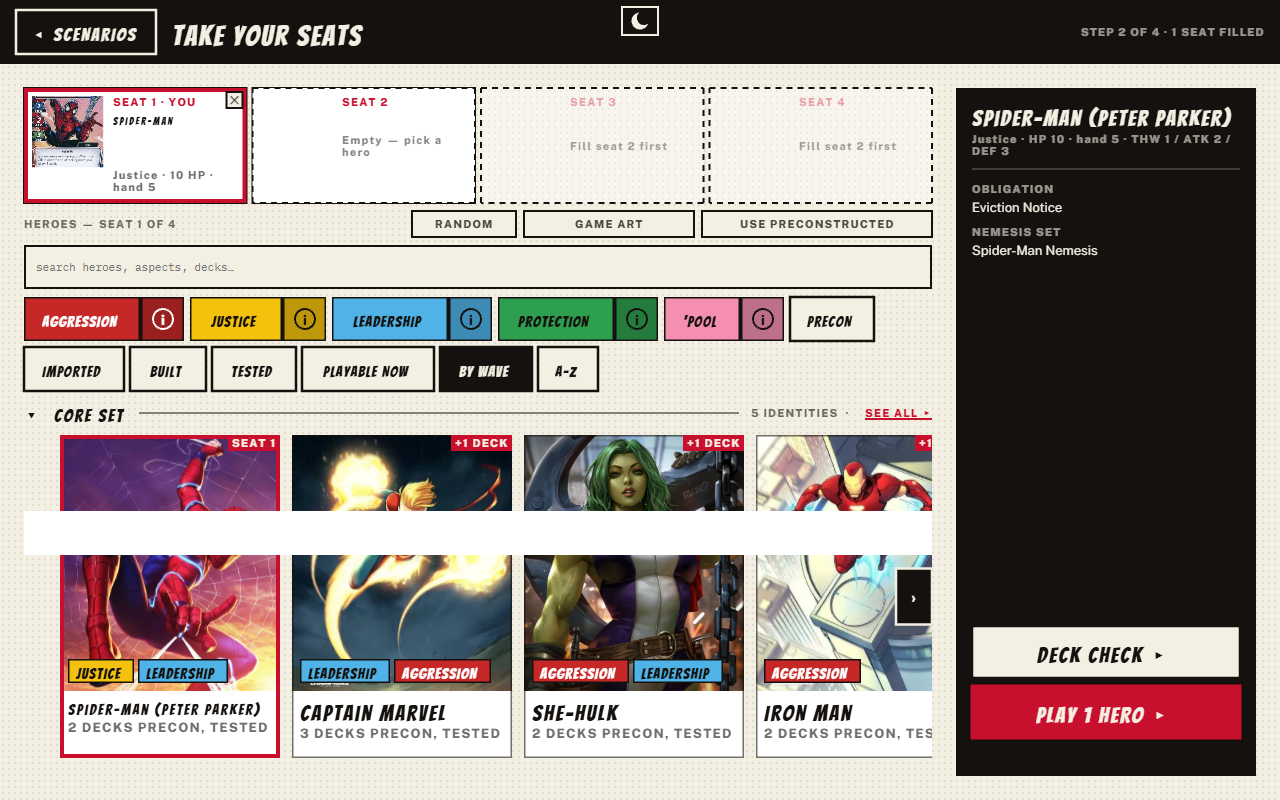 SCENARIOS
TAKE YOUR SEATS
STEP 2 OF 4 · 1 SEAT FILLED
SEAT 1 · YOU
SPIDER-MAN
Justice · 10 HP ·
hand 5
SEAT 2
Empty — pick a
hero
SEAT 3
Fill seat 2 first
SEAT 4
Fill seat 2 first
HEROES — SEAT 1 OF 4
RANDOM
GAME ART
USE PRECONSTRUCTED
search heroes, aspects, decks…
AGGRESSION
JUSTICE
LEADERSHIP
PROTECTION
'POOL
PRECON
IMPORTED
BUILT
TESTED
PLAYABLE NOW
BY WAVE
A-Z
CORE SET
5 IDENTITIES ·
SEE ALL
SEAT 1
+1 DECK
+1 DECK
+1
JUSTICE
LEADERSHIP
SPIDER-MAN (PETER PARKER)
2 DECKS PRECON, TESTED
LEADERSHIP
AGGRESSION
CAPTAIN MARVEL
3 DECKS PRECON, TESTED
AGGRESSION
LEADERSHIP
SHE-HULK
2 DECKS PRECON, TESTED
AGGRESSION
IRON MAN
2 DECKS PRECON, TES
SPIDER-MAN (PETER PARKER)
Justice · HP 10 · hand 5 · THW 1 / ATK 2 /
DEF 3
OBLIGATION
Eviction Notice
NEMESIS SET
Spider-Man Nemesis
DECK CHECK
PLAY 1 HERO